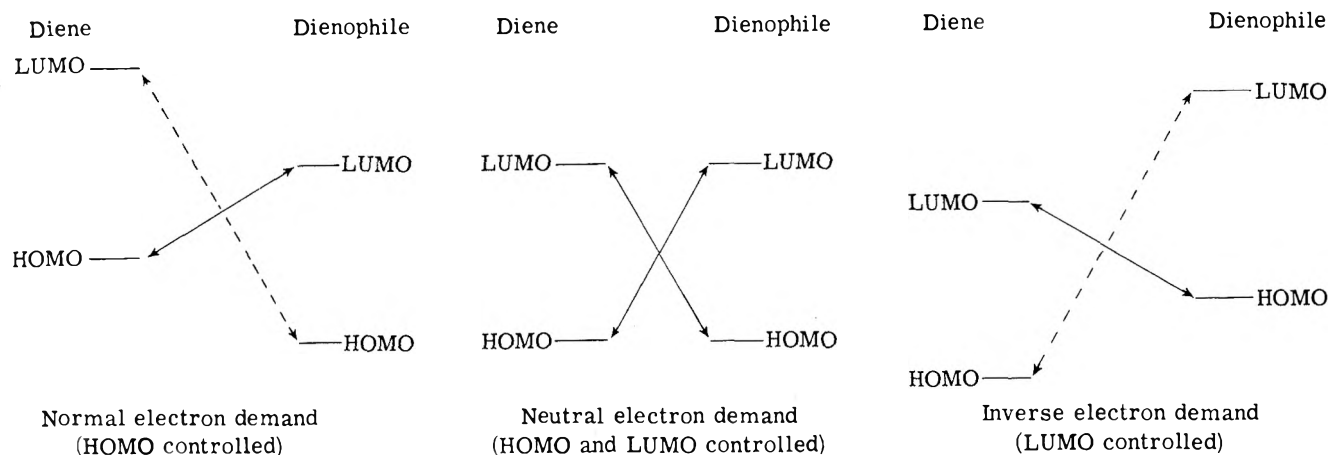 Diene Dienophile
LUMO
LUMO
HOMO
HOMO
Normal electron demand
(HOMO controlled)
Diene Dienophile
LUMO LUMO
HOMO HOMO
Neutral electron demand
(HOMO and LUMO controlled)
Diene Dienophile
LUMO
LUMO
HOMO
HOMO
Inverse electron demand
(LUMO controlled)